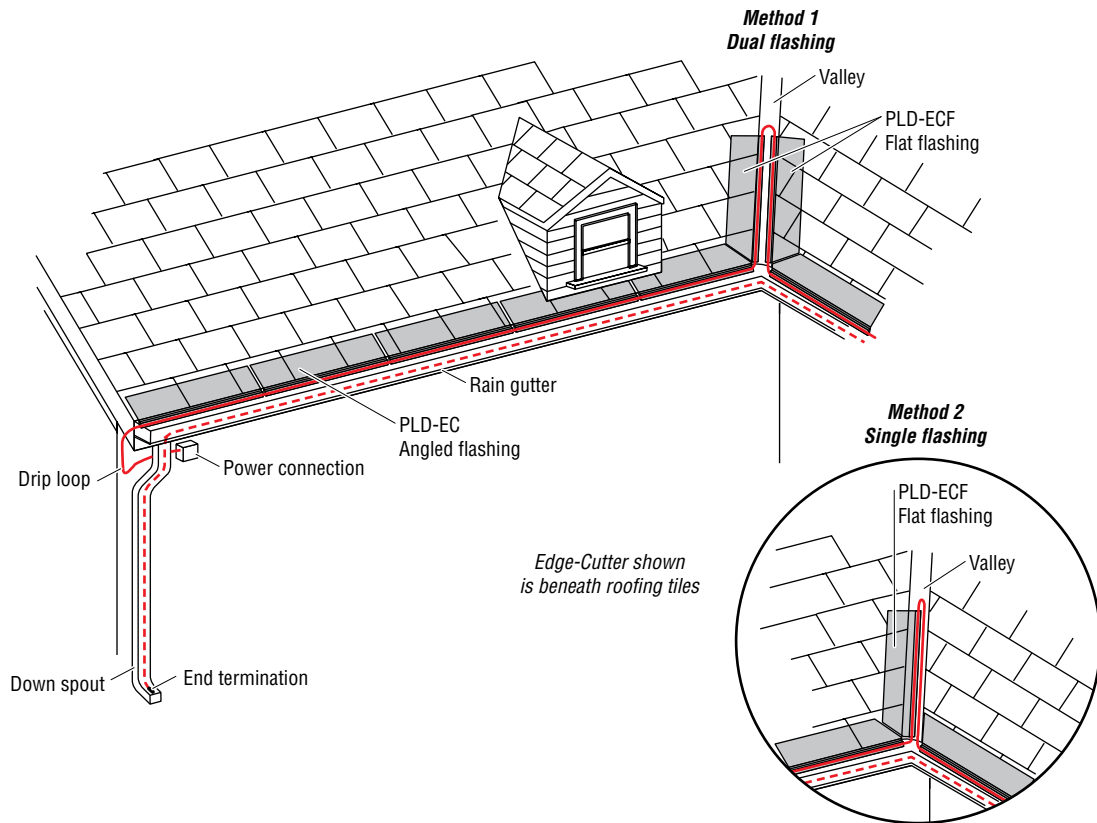 Method 1
Dual flashing
Valley
PLD-ECF
Flat flashing
Rain gutter
PLD-EC
Angled flashing
Power connection
Drip loop
Down spout
End termination
Edge-Cutter shown
is beneath roofing tiles
Method 2
Single flashing
PLD-ECF
Flat flashing
Valley